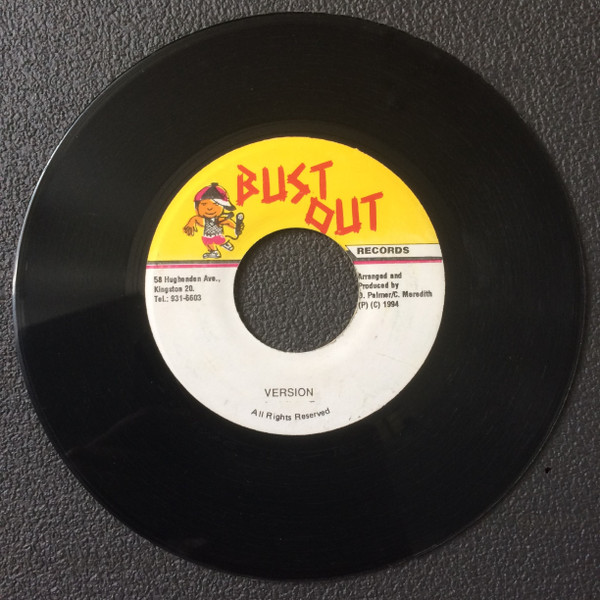 BUST
OUT
RECORDS
58 Hughenden Ave.,
Kingston 20.
Tel.: 931-6603
Arranged and
Produced by
Palmer/C. Meredith
(P) (C) 1994
VERSION
All Rights Reserved